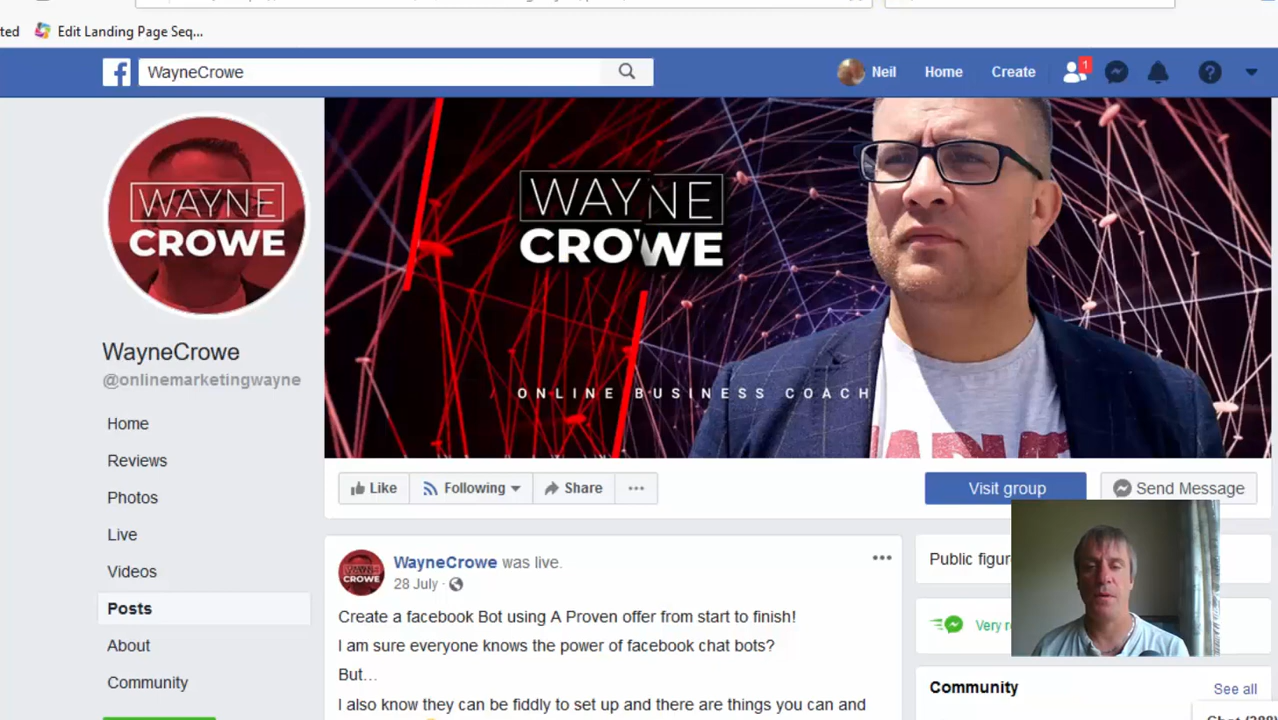 ted
Edit Landing Page Seq...
WayneCrowe
Neil
Home
Create
1
WAYNE
CROWE
WAYNE
CROWE
ONLINE BUSINESS COACH
WayneCrowe
@onlinemarketingwayne
Home
Reviews
Photos
Live
Videos
Posts
About
Community
Like
Following
Share
Visit group
Send Message
WayneCrowe was live.
28 July
Create a facebook Bot using A Proven offer from start to finish!
I am sure everyone knows the power of facebook chat bots?
But...
I also know they can be fiddly to set up and there are things you can and
Public figur
Very re
Community
See all